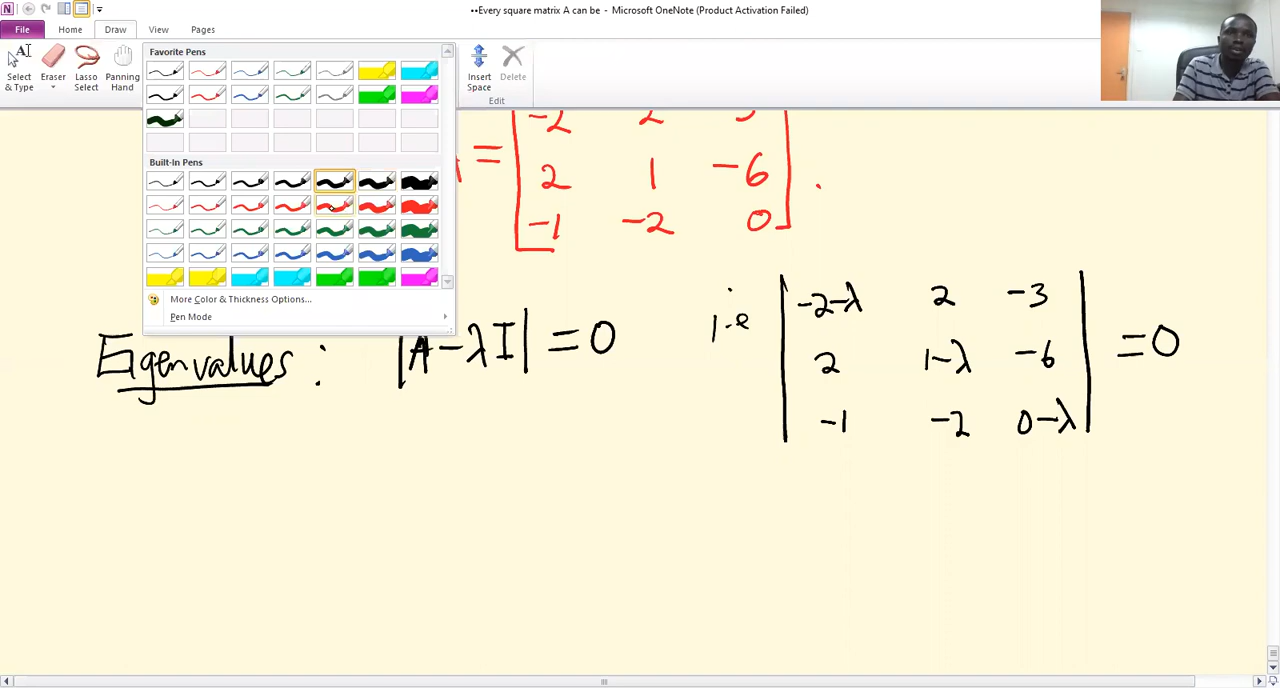 ••Every square matrix A can be - Microsoft OneNote (Product Activation Failed)
File Home Draw View Pages
Select & Type
Eraser
Lasso Select
Panning Hand
Favorite Pens
Built-In Pens
More Color & Thickness Options...
Pen Mode
Insert Space
Delete
Edit
-2 2
= 2 1 -6 .
-1 -2 0
Eigenvalues : |A-λI| = 0
i.e
-2-λ 2 -3
2 1-λ -6 =0
-1 -2 0-λ